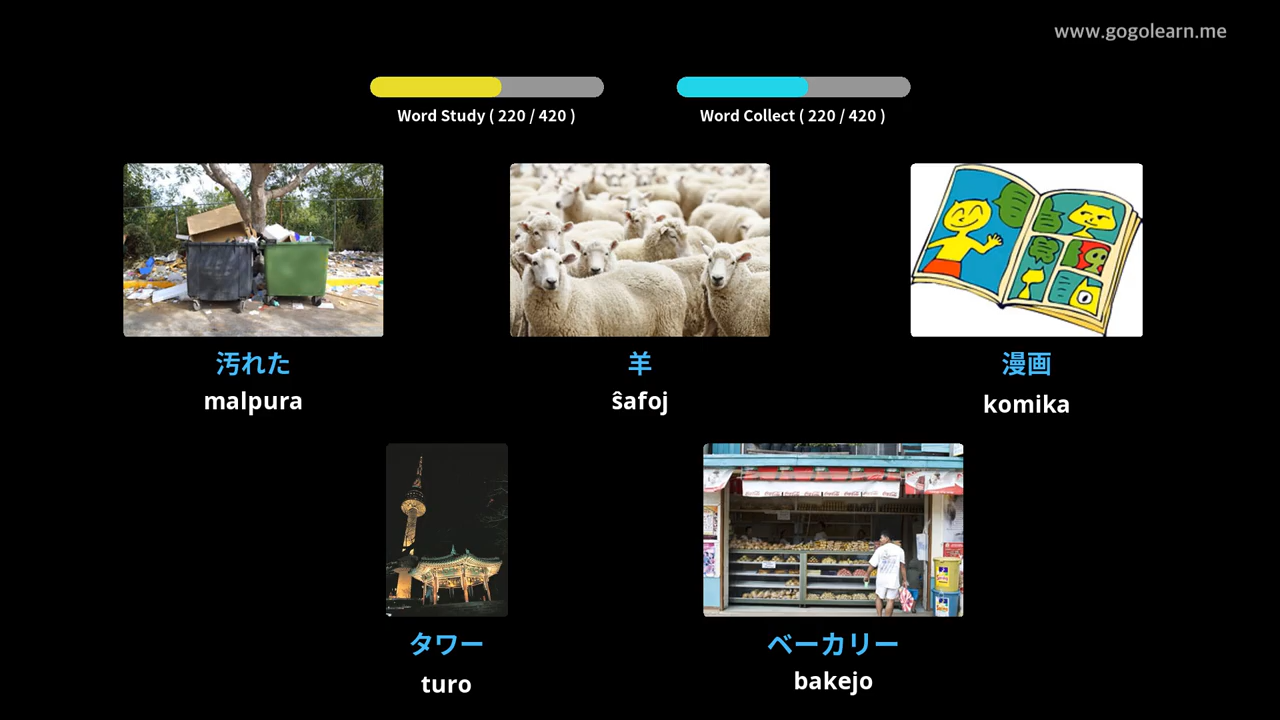 www.gogolearn.me
Word Study ( 220 / 420 )
Word Collect ( 220 / 420 )
汚れた
malpura
羊
ŝafoj
漫画
komika
タワー
turo
ベーカリー
bakejo